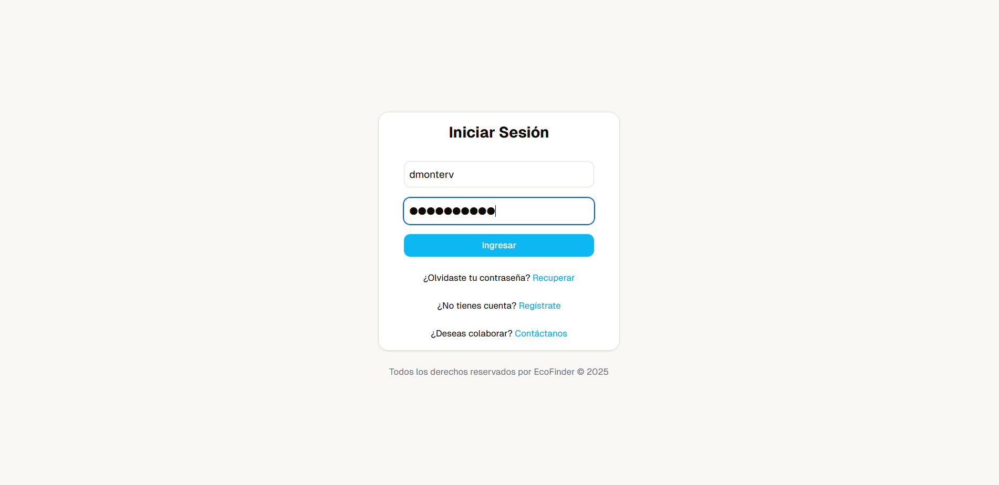 Iniciar Sesión
dmonterv
●●●●●●●●●●
Ingresar
¿Olvidaste tu contraseña? Recuperar
¿No tienes cuenta? Regístrate
¿Deseas colaborar? Contáctanos
Todos los derechos reservados por EcoFinder © 2025